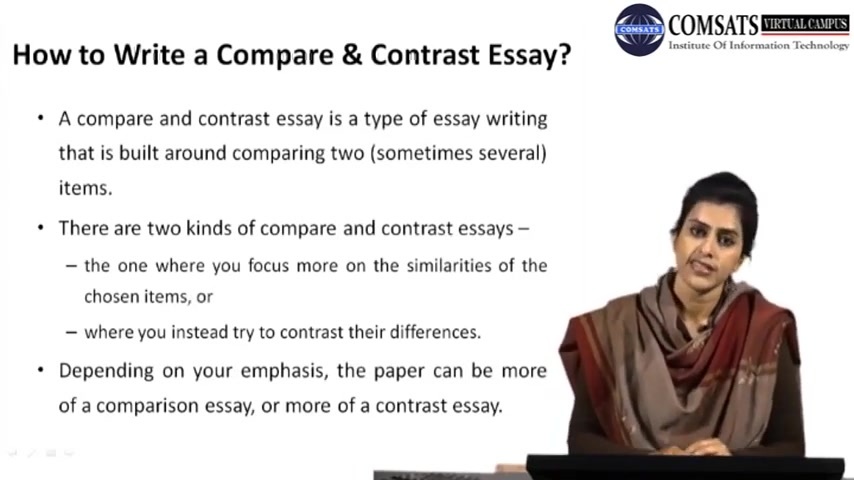 COMSATS VIRTUAL CAMPUS
COMSATS
Institute Of Information Technology
How to Write a Compare & Contrast Essay?
• A compare and contrast essay is a type of essay writing
that is built around comparing two (sometimes several)
items.
• There are two kinds of compare and contrast essays –
– the one where you focus more on the similarities of the
chosen items, or
– where you instead try to contrast their differences.
• Depending on your emphasis, the paper can be more
of a comparison essay, or more of a contrast essay.